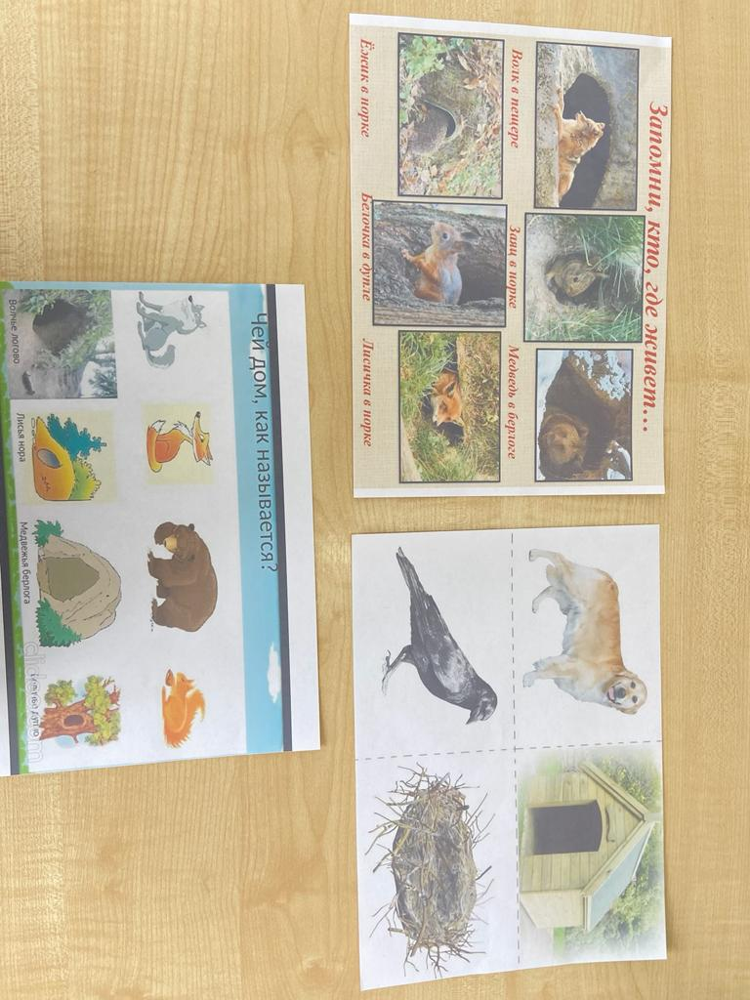 Запомни, кто, где живет...
Волк в пещере
Заяц в норке
Медведь в берлоге
Ёжик в норке
Белочка в дупле
Лисичка в норке
Чей дом, как называется?
Волчье логово
Лисья нора
Медвежья берлога
дупло